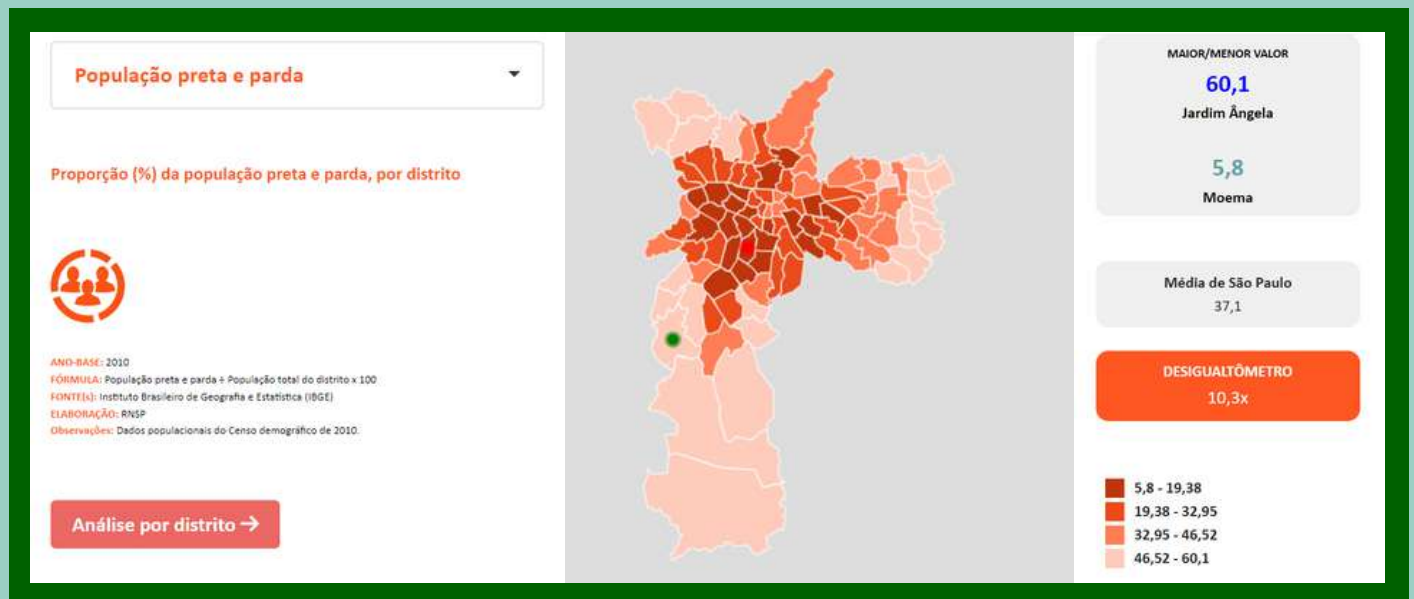 População preta e parda
Proporção (%) da população preta e parda, por distrito
ANO-BASE: 2010
FÓRMULA: População preta e parda ÷ População total do distrito x 100
FONTE(s): Instituto Brasileiro de Geografia e Estatística (IBGE)
ELABORAÇÃO: RNSP
Observações: Dados populacionais do Censo demográfico de 2010.
Análise por distrito →
MAIOR/MENOR VALOR
60,1
Jardim Ângela
5,8
Moema
Média de São Paulo
37,1
DESIGUALTÔMETRO
10,3x
5,8 - 19,38
19,38 - 32,95
32,95 - 46,52
46,52 - 60,1